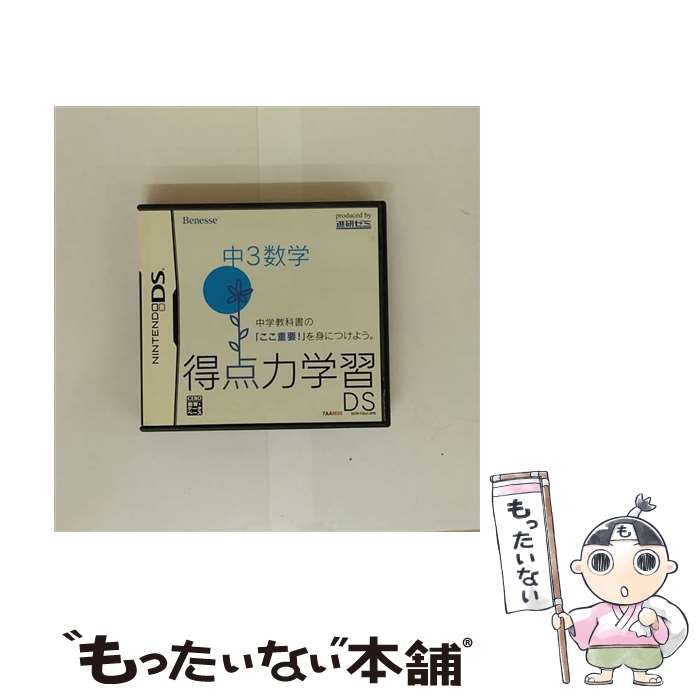 Benesse
produced by
進研ゼミ
中3数学
中学教科書の
「ここ重要!」を身につけよう。
得点力学習
DS
NINTENDO DS
もったいない
も
"もったいない"本舗®